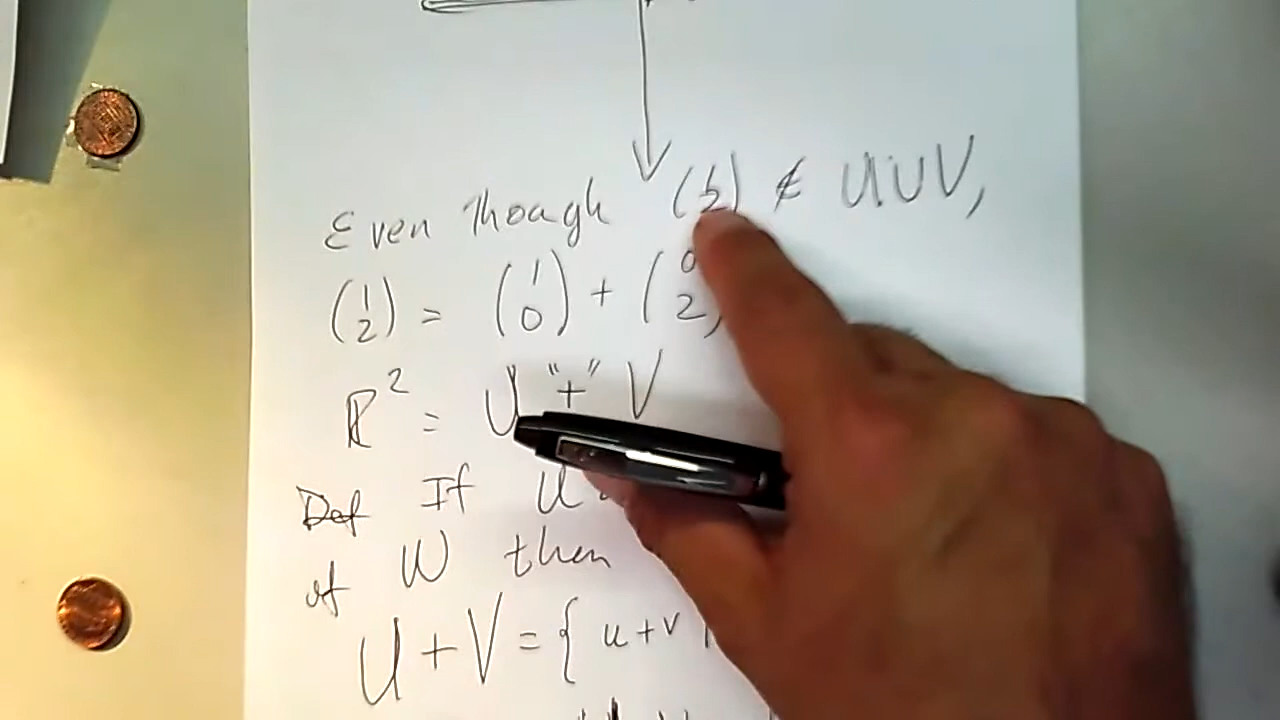 Even Though (1 2) ∉ U∪V,
(1 2) = (1 0) + (0 2)
ℝ² = U "+" V
Def If U
of W then
U+V = { u+v |